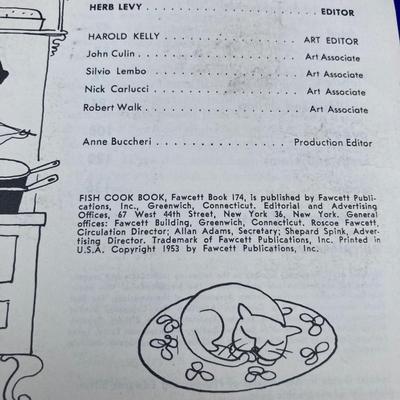 HERB LEVY . . . . . . . . . . . . . . . . . . . . . . . . EDITOR
HAROLD KELLY . . . . . . . . . . . . . . . . . . . . . ART EDITOR
John Culin . . . . . . . . . . . . . . . . . . . . . . Art Associate
Silvio Lembo . . . . . . . . . . . . . . . . . . . . . Art Associate
Nick Carlucci . . . . . . . . . . . . . . . . . . . . Art Associate
Robert Walk . . . . . . . . . . . . . . . . . . . . . Art Associate
Anne Buccheri . . . . . . . . . . . . . . . . . . Production Editor
FISH COOK BOOK, Fawcett Book 174, is published by Fawcett Publi-
cations, Inc., Greenwich, Connecticut. Editorial and Advertising
Offices, 67 West 44th Street, New York 36, New York. General
offices: Fawcett Building, Greenwich, Connecticut. Roscoe Fawcett,
Circulation Director; Allan Adams, Secretary; Shepard Spink, Adver-
tising Director. Trademark of Fawcett Publications, Inc. Printed in
U.S.A. Copyright 1953 by Fawcett Publications, Inc.